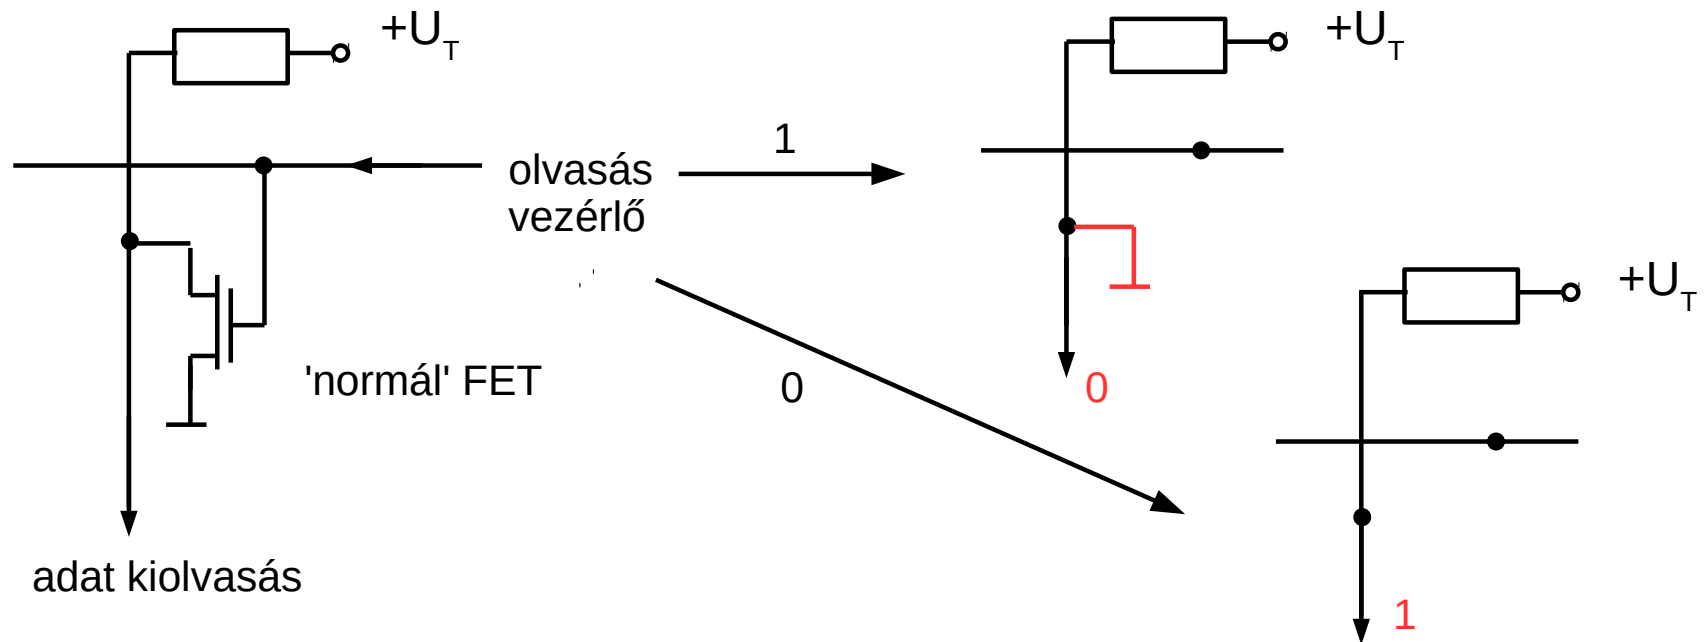 +UT
+UT
1
olvasás
vezérlő
+UT
'normál' FET
0
0
adat kiolvasás
1